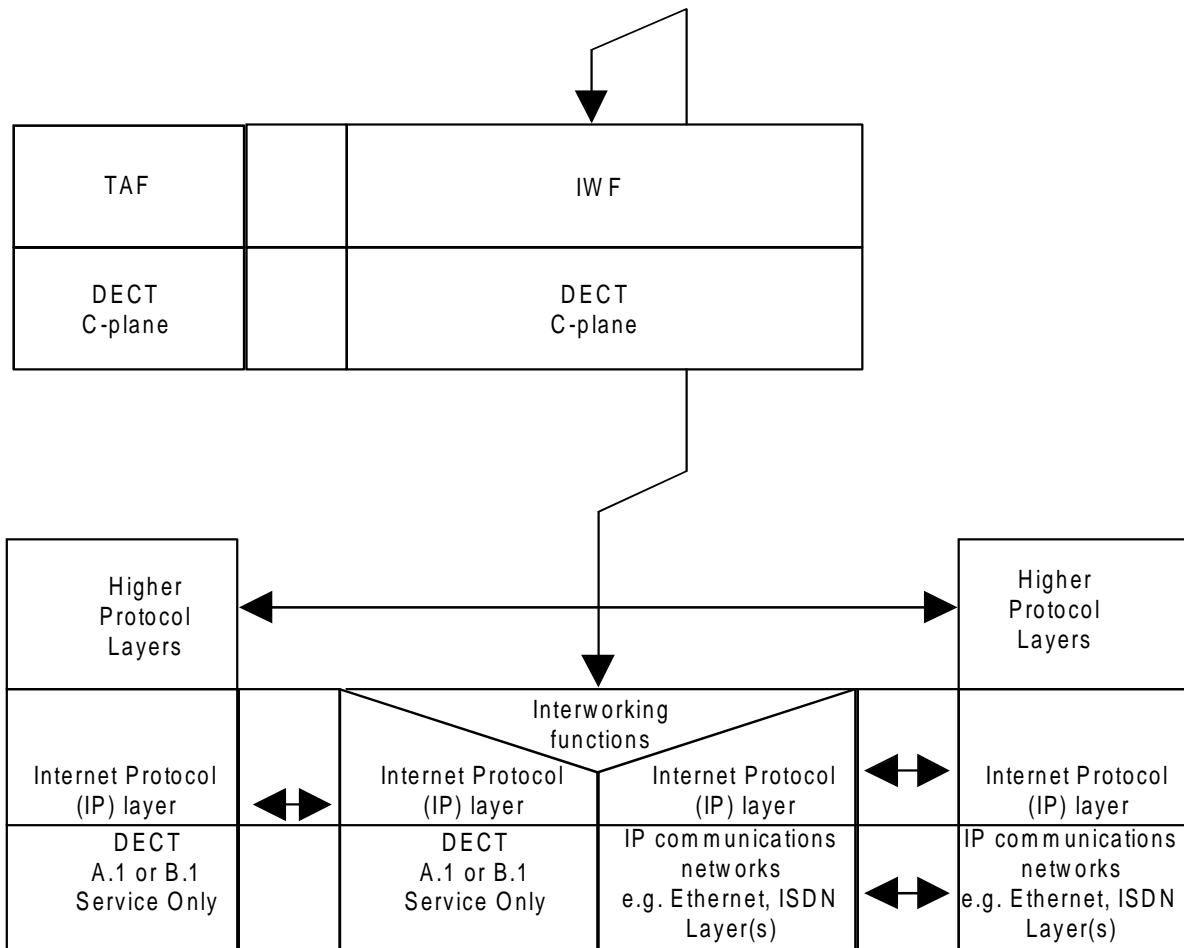 TAF
IWF
DECT
C-plane
DECT
C-plane
Higher
Protocol
Layers
Higher
Protocol
Layers
Interworking
functions
Internet Protocol
(IP) layer
Internet Protocol
(IP) layer
Internet Protocol
(IP) layer
Internet Protocol
(IP) layer
DECT
A.1 or B.1
Service Only
DECT
A.1 or B.1
Service Only
IP communications
networks
e.g. Ethernet, ISDN
Layer(s)
IP communications
networks
e.g. Ethernet, ISDN
Layer(s)